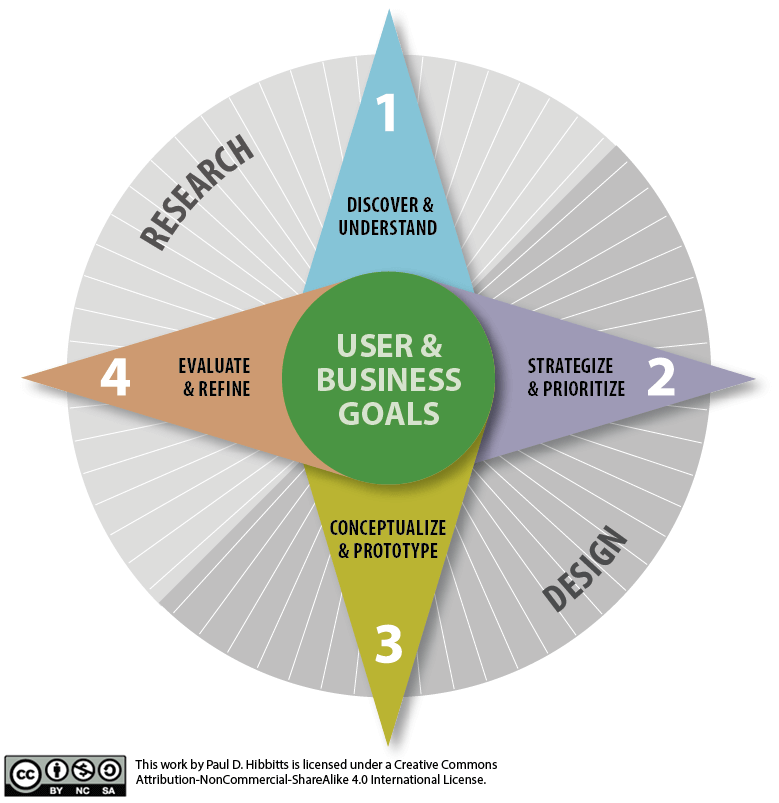 1
DISCOVER &
UNDERSTAND
RESEARCH
4
EVALUATE
& REFINE
USER &
BUSINESS
GOALS
STRATEGIZE
& PRIORITIZE
2
CONCEPTUALIZE
& PROTOTYPE
3
DESIGN
cc
BY NC SA
This work by Paul D. Hibbitts is licensed under a Creative Commons
Attribution-NonCommercial-ShareAlike 4.0 International License.